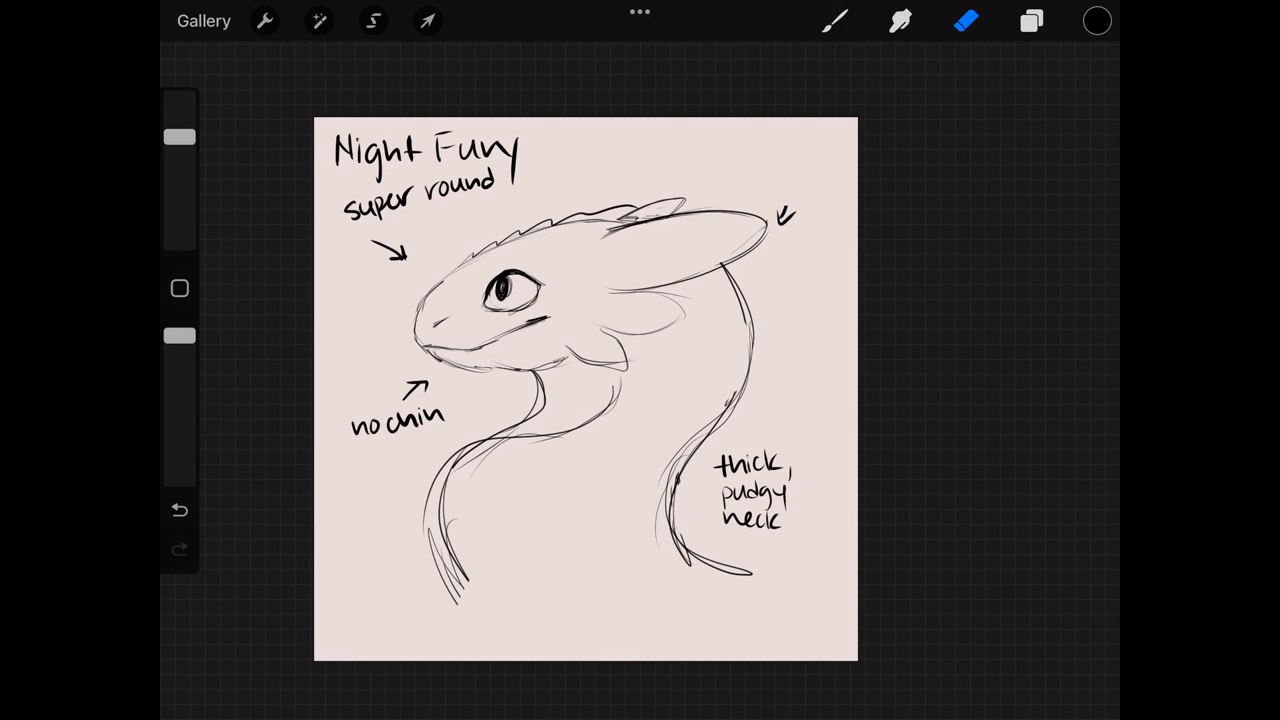 Gallery
Night Fury
super round
no chin
thick,
pudgy
neck